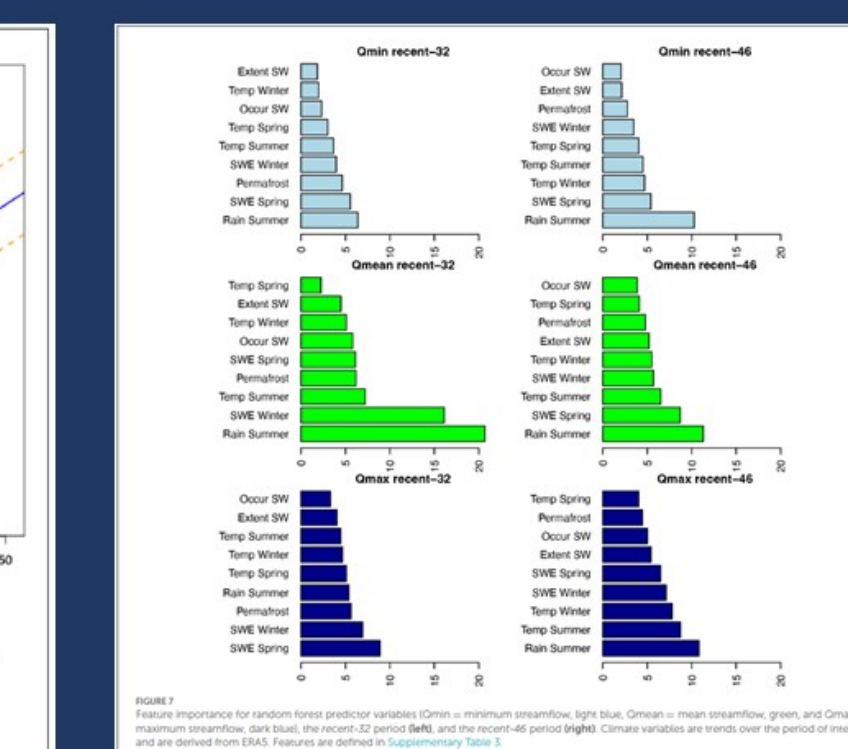 50
Qmin recent–32
Extent SW
Temp Winter
Occur SW
Temp Spring
Temp Summer
SWE Winter
Permafrost
SWE Spring
Rain Summer
0 5 10 15 20
Qmin recent–46
Occur SW
Extent SW
Permafrost
SWE Winter
Temp Spring
Temp Summer
Temp Winter
SWE Spring
Rain Summer
0 5 10 15 20
Qmean recent–32
Temp Spring
Extent SW
Temp Winter
Occur SW
SWE Spring
Permafrost
Temp Summer
SWE Winter
Rain Summer
0 5 10 15 20
Qmean recent–46
Occur SW
Temp Spring
Permafrost
Extent SW
Temp Winter
SWE Winter
Temp Summer
SWE Spring
Rain Summer
0 5 10 15 20
Qmax recent–32
Occur SW
Extent SW
Temp Summer
Temp Winter
Temp Spring
Rain Summer
Permafrost
SWE Winter
SWE Spring
0 5 10 15 20
Qmax recent–46
Temp Spring
Permafrost
Occur SW
Extent SW
SWE Spring
SWE Winter
Temp Winter
Temp Summer
Rain Summer
0 5 10 15 20
FIGURE 7
Feature importance for random forest predictor variables (Qmin = minimum streamflow, light blue, Qmean = mean streamflow, green, and Qma
maximum streamflow, dark blue), the recent-32 period (left), and the recent-46 period (right). Climate variables are trends over the period of inte
and are derived from ERA5. Features are defined in Supplementary Table 3.